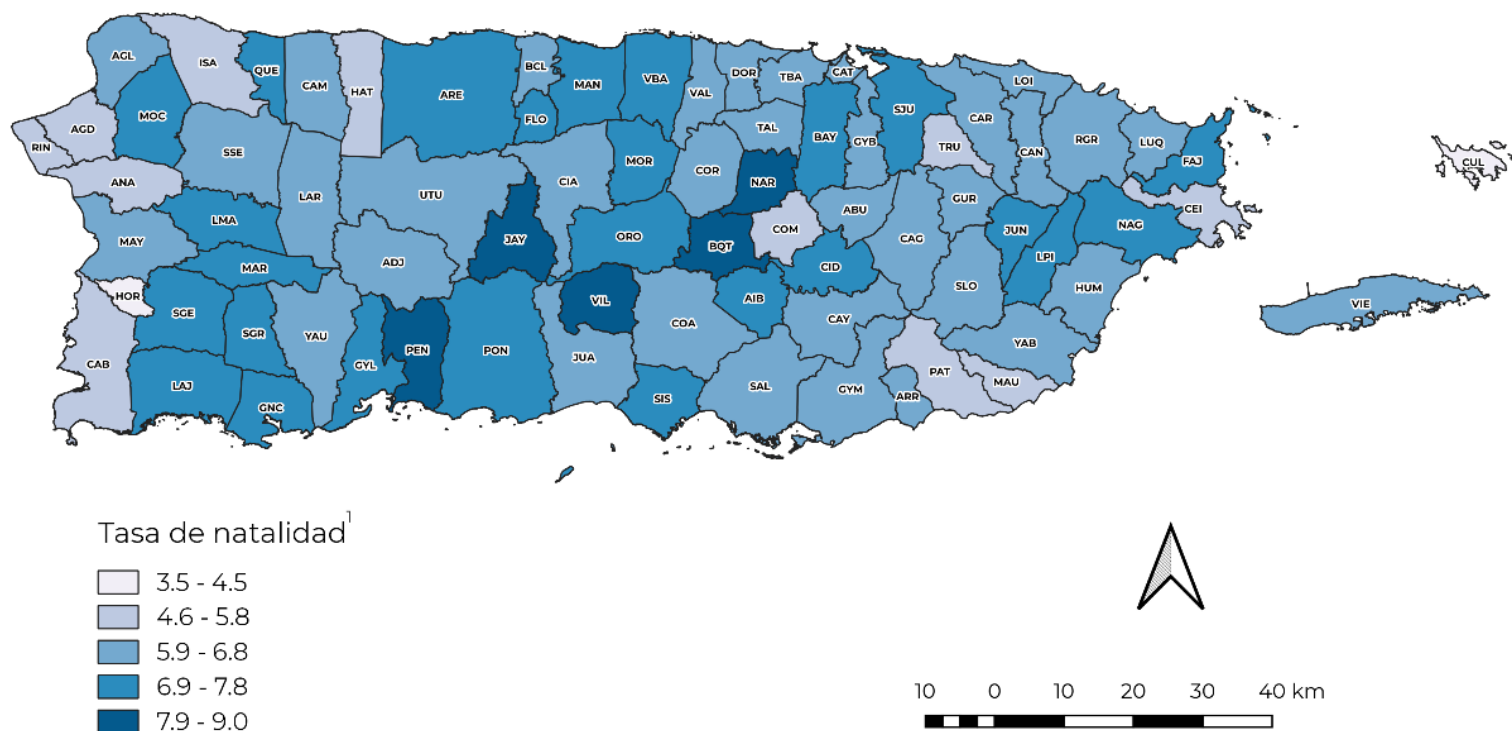 AGL
ISA
QUE
CAM
HAT
ARE
BCL
MAN
VBA
VAL
DOR
TBA
CAT
SJU
LOI
MOC
AGD
RIN
SSE
FLO
TAL
BAY
GYB
TRU
CAR
CAN
RGR
LUQ
FAJ
CUL
ANA
LAR
UTU
CIA
MOR
COR
NAR
LMA
MAY
JAY
ORO
BQT
COM
ABU
GUR
CAG
JUN
LPI
NAG
CEI
MAR
ADJ
HOR
SGE
SGR
YAU
VIL
AIB
CID
SLO
HUM
VIE
CAB
GYL
PEN
PON
JUA
COA
CAY
YAB
LAJ
GNC
SIS
SAL
GYM
ARR
PAT
MAU
Tasa de natalidad1
3.5 - 4.5
4.6 - 5.8
5.9 - 6.8
6.9 - 7.8
7.9 - 9.0
10 0 10 20 30 40 km